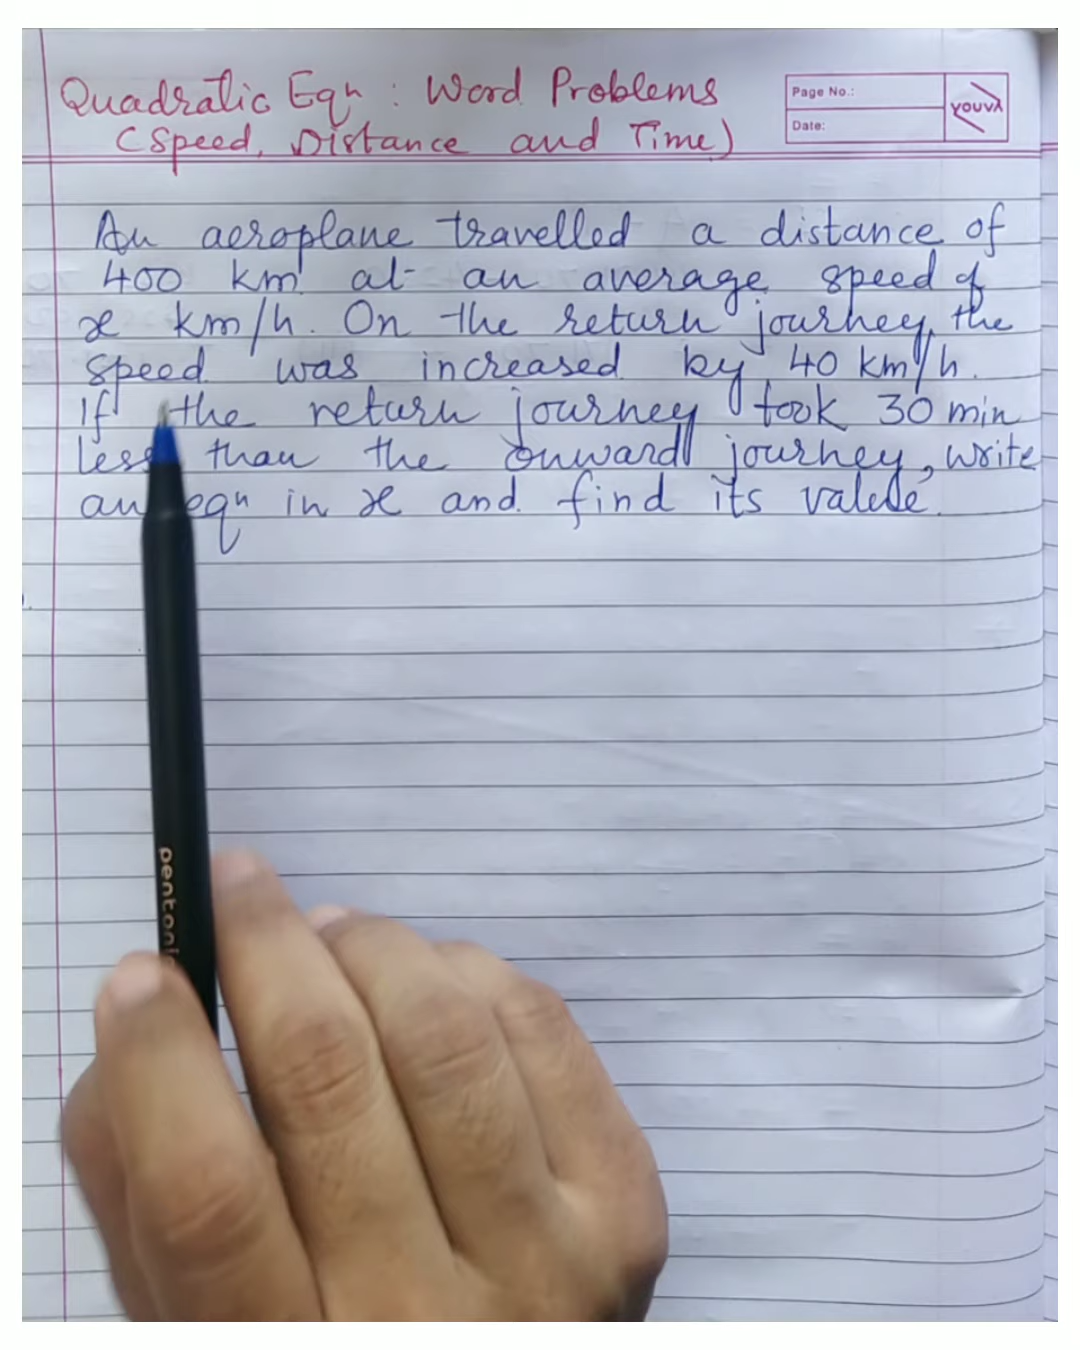 Quadratic Eqn : Word Problems
(Speed, Distance and Time)
Page No.:
Date:
youva
An aeroplane travelled a distance of
400 km at an average speed of
x km/h. On the return journey, the
speed was increased by 40 km/h.
If the return journey took 30 min
less than the onward journey, write
an eqn in x and find its value.
pentonic